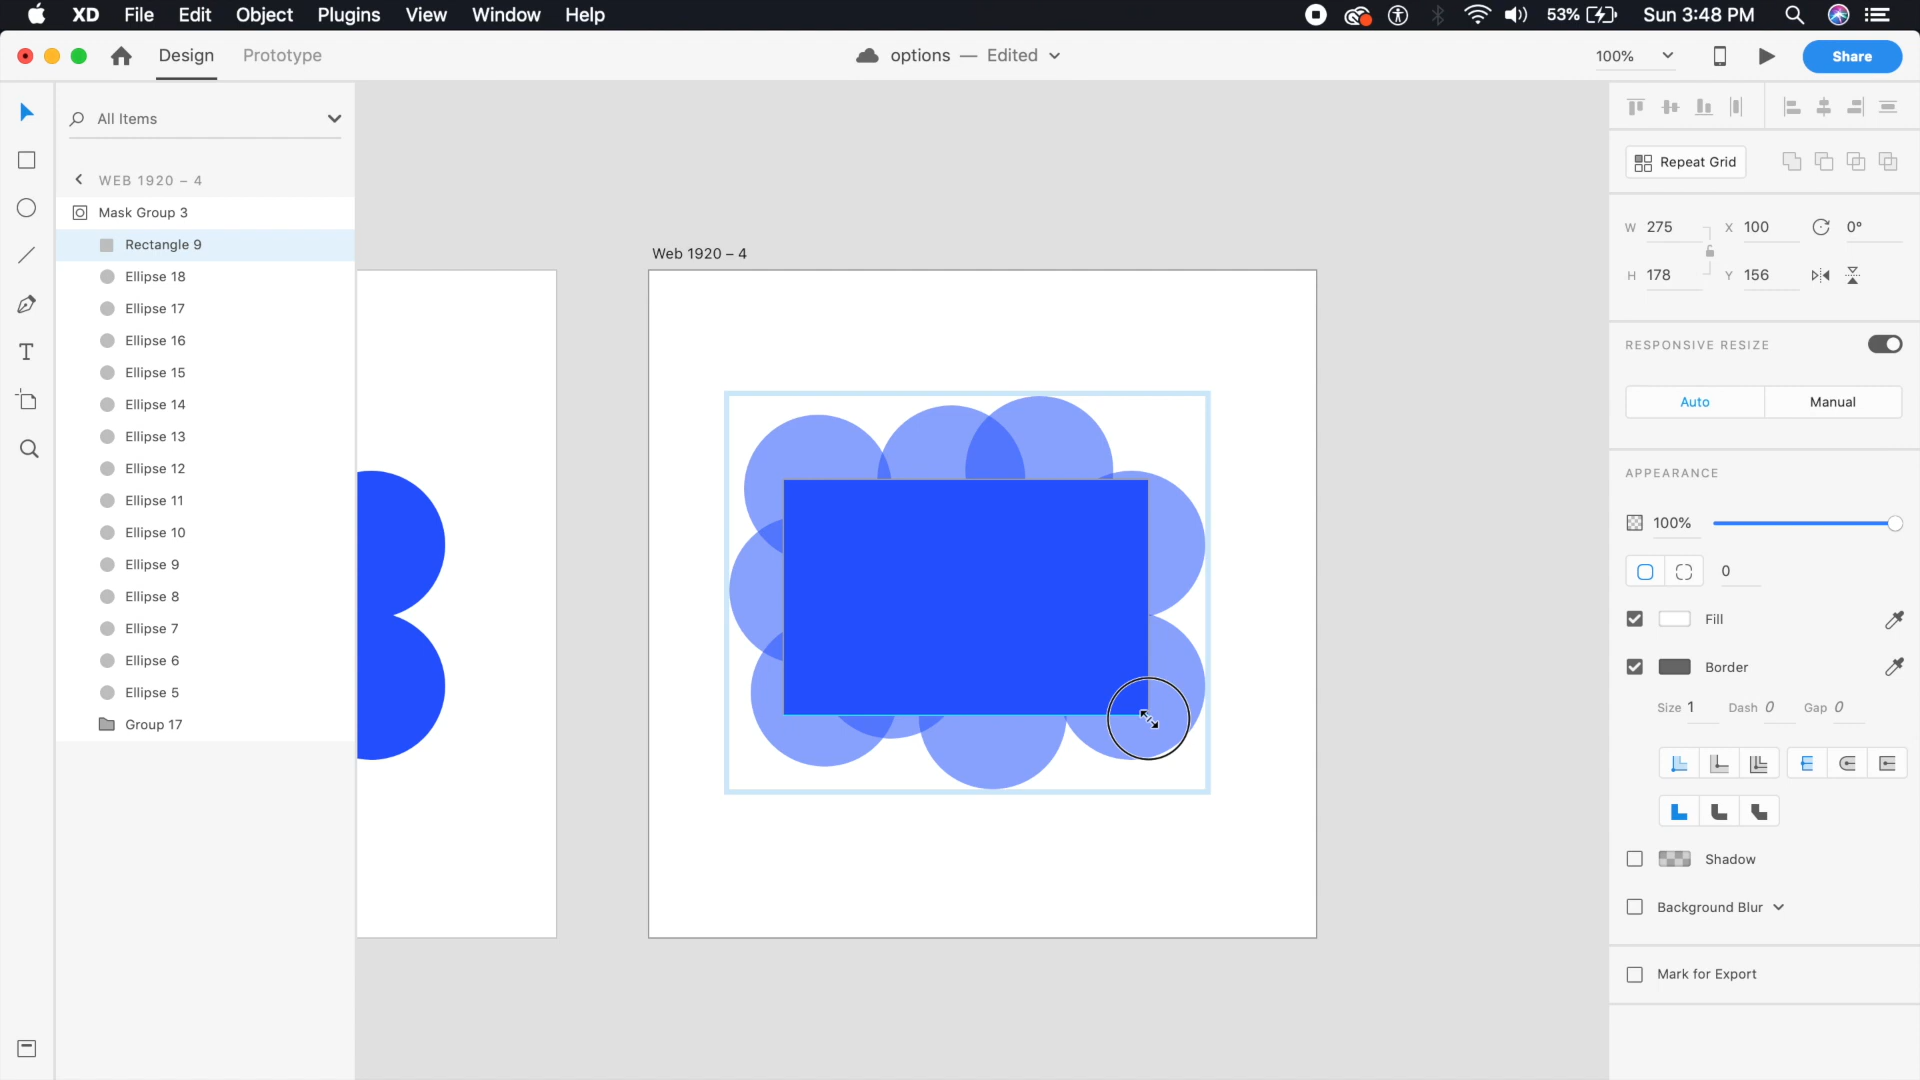 XD File Edit Object Plugins View Window Help 53% Sun 3:48 PM
Design Prototype options — Edited 100% Share
All Items
WEB 1920 – 4
Mask Group 3
Rectangle 9
Ellipse 18
Ellipse 17
Ellipse 16
Ellipse 15
Ellipse 14
Ellipse 13
Ellipse 12
Ellipse 11
Ellipse 10
Ellipse 9
Ellipse 8
Ellipse 7
Ellipse 6
Ellipse 5
Group 17
Web 1920 – 4
Repeat Grid
W 275 X 100 0°
H 178 Y 156
RESPONSIVE RESIZE
Auto Manual
APPEARANCE
100%
0
Fill
Border
Size 1 Dash 0 Gap 0
Shadow
Background Blur
Mark for Export